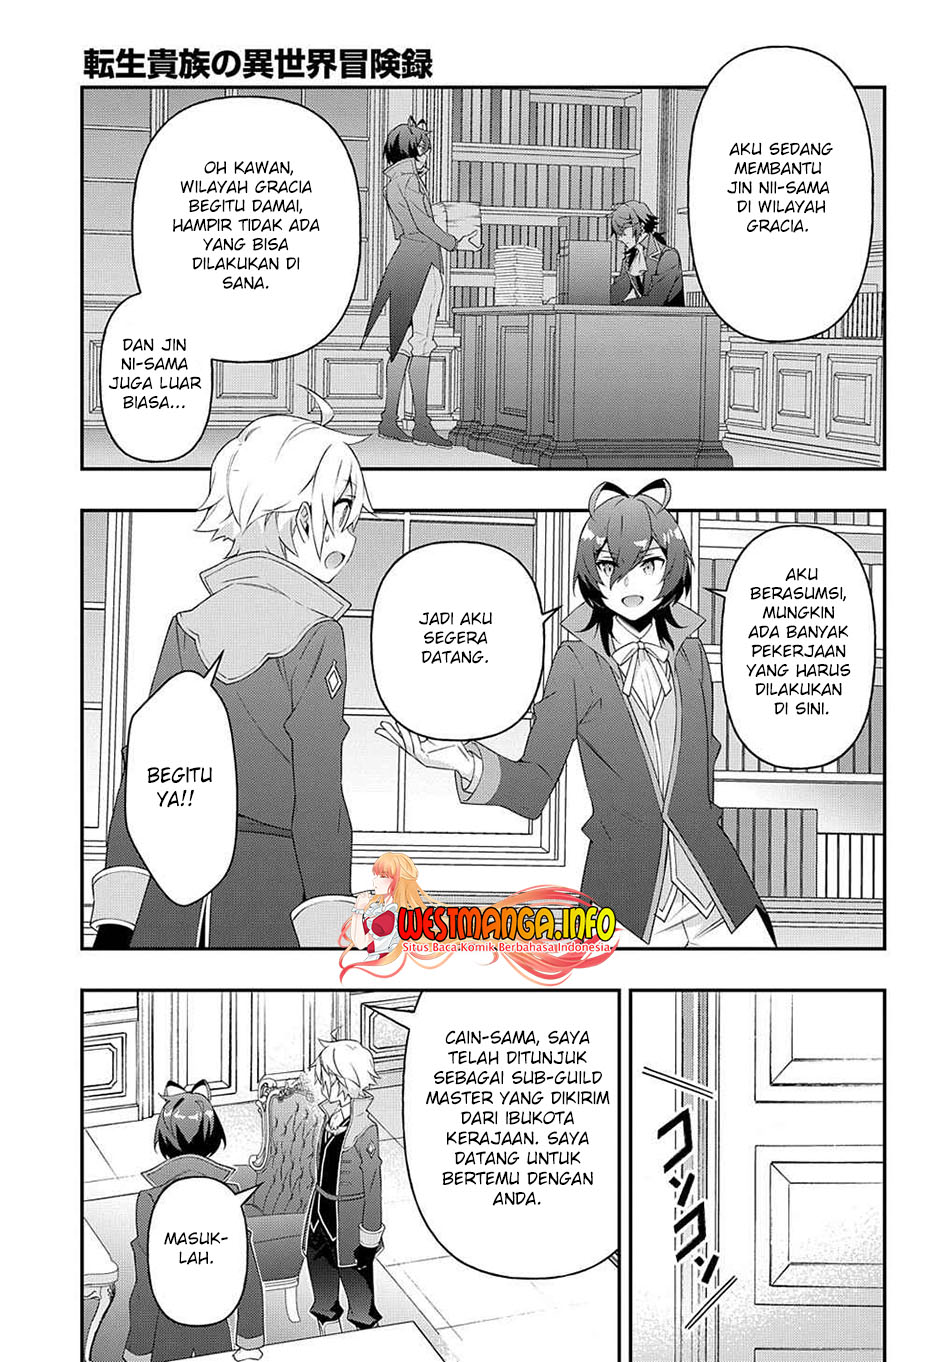 転生貴族の異世界冒険録
AKU SEDANG
MEMBANTU
JIN NII-SAMA
DI WILAYAH
GRACIA.
OH KAWAN,
WILAYAH GRACIA
BEGITU DAMAI,
HAMPIR TIDAK ADA
YANG BISA
DILAKUKAN DI
SANA.
DAN JIN
NI-SAMA
JUGA LUAR
BIASA...
AKU
BERASUMSI,
MUNGKIN
ADA BANYAK
PEKERJAAN
YANG HARUS
DILAKUKAN
DI SINI.
JADI AKU
SEGERA
DATANG.
BEGITU
YA!!
WESTMANGA.INFO
Situs Baca Komik Berbahasa Indonesia
コンコン
CAIN-SAMA, SAYA
TELAH DITUNJUK
SEBAGAI SUB-GUILD
MASTER YANG DIKIRIM
DARI IBUKOTA
KERAJAAN. SAYA
DATANG UNTUK
BERTEMU DENGAN
ANDA.
MASUK-
LAH.